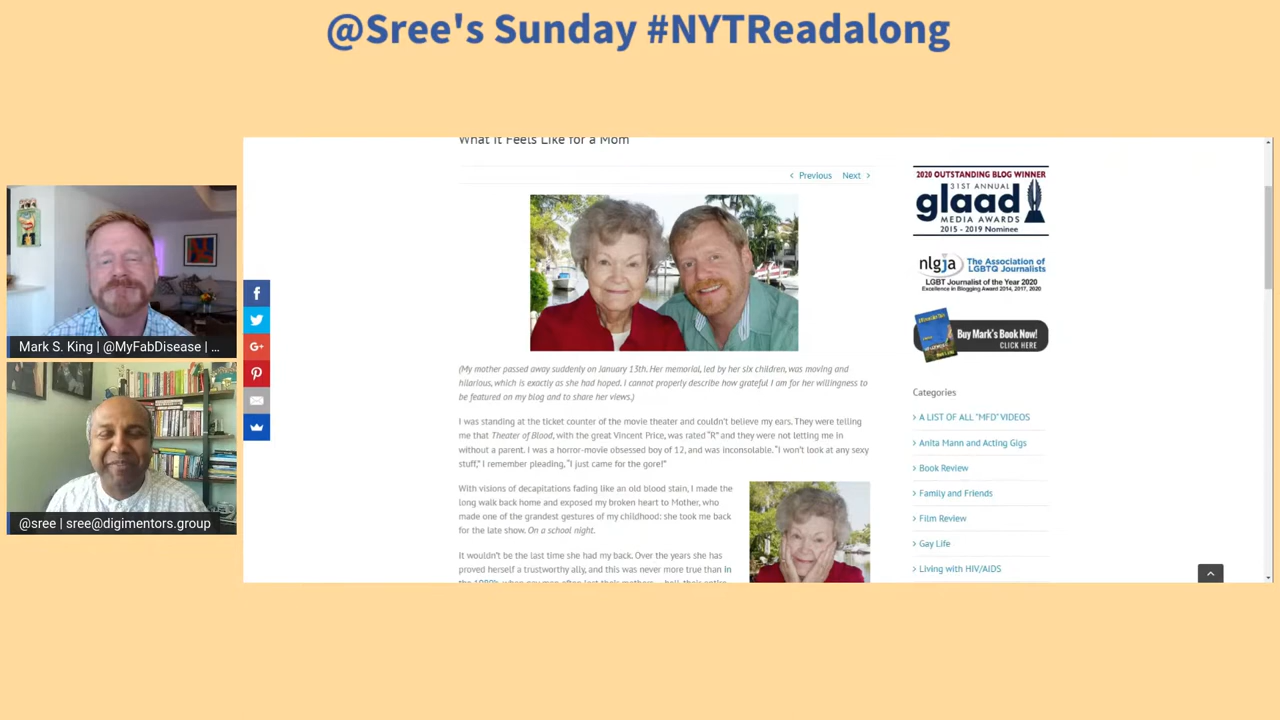 @Sree's Sunday #NYTReadalong
What it Feels Like for a Mom
Previous Next
(My mother passed away suddenly on January 13th. Her memorial, led by her six children, was moving and
hilarious, which is exactly as she had hoped. I cannot properly describe how grateful I am for her willingness to
be featured on my blog and to share her views.)
I was standing at the ticket counter of the movie theater and couldn't believe my ears. They were telling
me that Theater of Blood, with the great Vincent Price, was rated "R" and they were not letting me in
without a parent. I was a horror-movie obsessed boy of 12, and was inconsolable. "I won't look at any sexy
stuff," I remember pleading, "I just came for the gore!"
With visions of decapitations fading like an old blood stain, I made the
long walk back home and exposed my broken heart to Mother, who
made one of the grandest gestures of my childhood: she took me back
for the late show. On a school night.
It wouldn't be the last time she had my back. Over the years she has
proved herself a trustworthy ally, and this was never more true than in
2020 OUTSTANDING BLOG WINNER
31ST ANNUAL
glaad
MEDIA AWARDS
2015 - 2019 Nominee
nlgja The Association of
LGBTQ Journalists
LGBT Journalist of the Year 2020
Excellence in Blogging Award 2014, 2017, 2020
Buy Mark's Book Now!
CLICK HERE
Categories
A LIST OF ALL "MFD" VIDEOS
Anita Mann and Acting Gigs
Book Review
Family and Friends
Film Review
Gay Life
Living with HIV/AIDS
Mark S. King | @MyFabDisease | ...
@sree | sree@digimentors.group